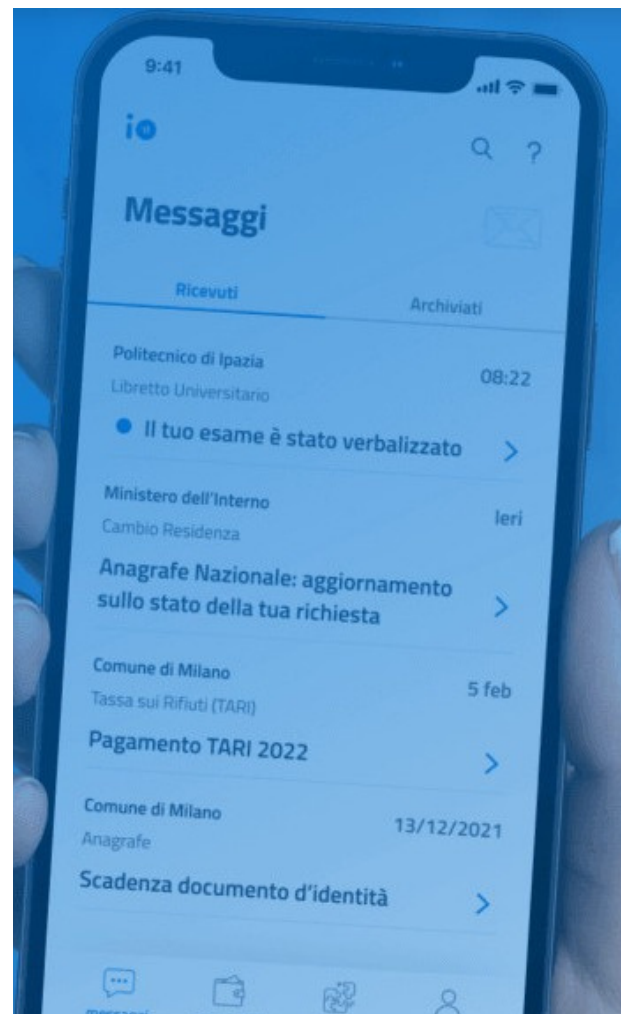 9:41
io
?
Messaggi
Ricevuti
Archiviati
Politecnico di Ipazia
08:22
Libretto Universitario
Il tuo esame è stato verbalizzato
Ministero dell'Interno
Ieri
Cambio Residenza
Anagrafe Nazionale: aggiornamento
sullo stato della tua richiesta
Comune di Milano
5 feb
Tassa sui Rifiuti (TARI)
Pagamento TARI 2022
Comune di Milano
13/12/2021
Anagrafe
Scadenza documento d'identità
messaggi